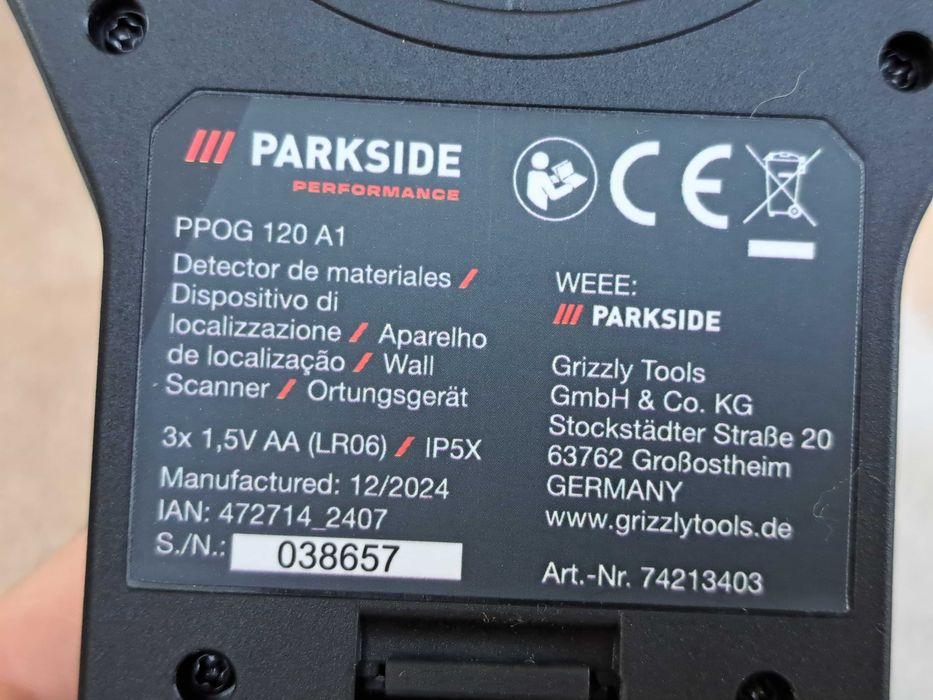 PARKSIDE
PERFORMANCE
PPOG 120 A1
Detector de materiales /
Dispositivo di
localizzazione / Aparelho
de localização / Wall
Scanner / Ortungsgerät
3x 1,5V AA (LR06) / IP5X
Manufactured: 12/2024
IAN: 472714_2407
S./N.: 038657
CE
WEEE:
PARKSIDE
Grizzly Tools
GmbH & Co. KG
Stockstädter Straße 20
63762 Großostheim
GERMANY
www.grizzlytools.de
Art.-Nr. 74213403